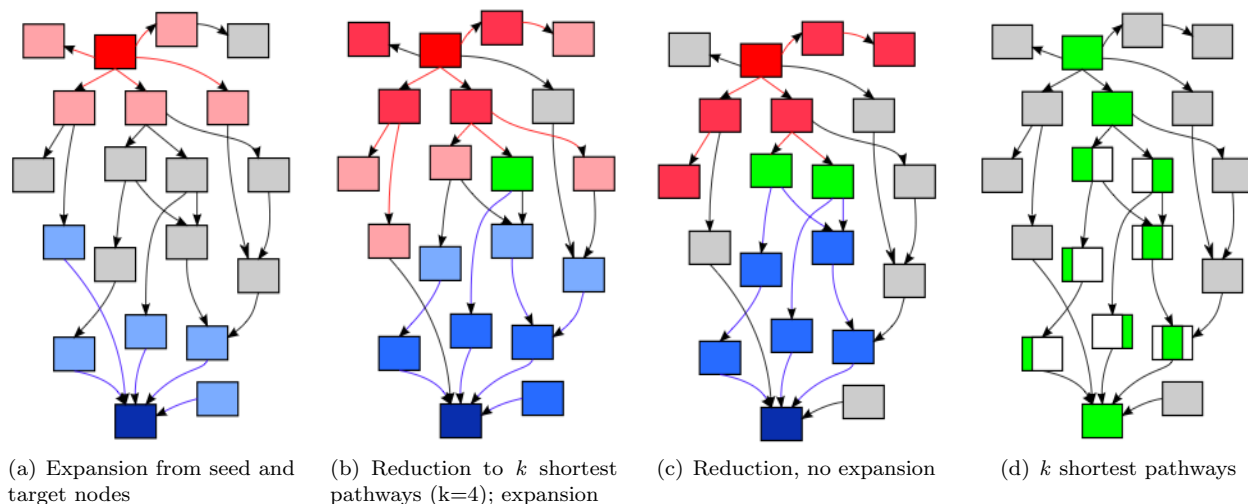 (a) Expansion from seed and
target nodes
(b) Reduction to k shortest
pathways (k=4); expansion
(c) Reduction, no expansion
(d) k shortest pathways